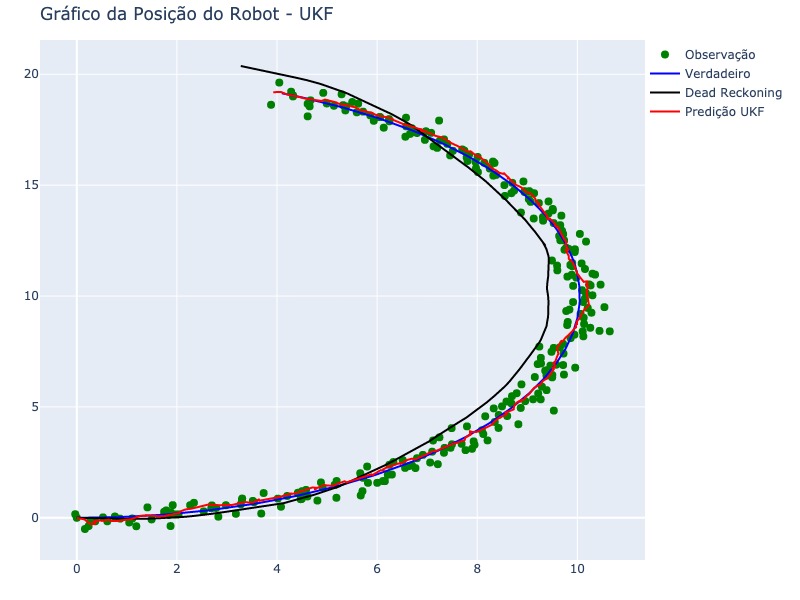 Gráfico da Posição do Robot - UKF
Observação
Verdadeiro
Dead Reckoning
Predição UKF
20
15
10
5
0
0 2 4 6 8 10